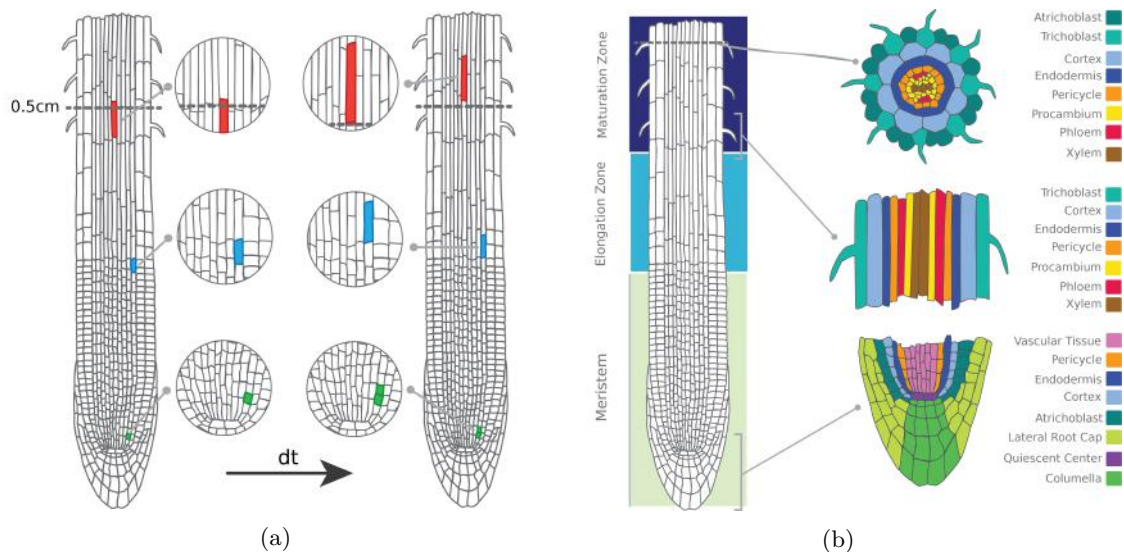 0.5cm
dt
(a)
Maturation Zone
Elongation Zone
Meristem
Atrichoblast
Trichoblast
Cortex
Endodermis
Pericycle
Procambium
Phloem
Xylem
Trichoblast
Cortex
Endodermis
Pericycle
Procambium
Phloem
Xylem
Vascular Tissue
Pericycle
Endodermis
Cortex
Atrichoblast
Lateral Root Cap
Quiescent Center
Columella
(b)